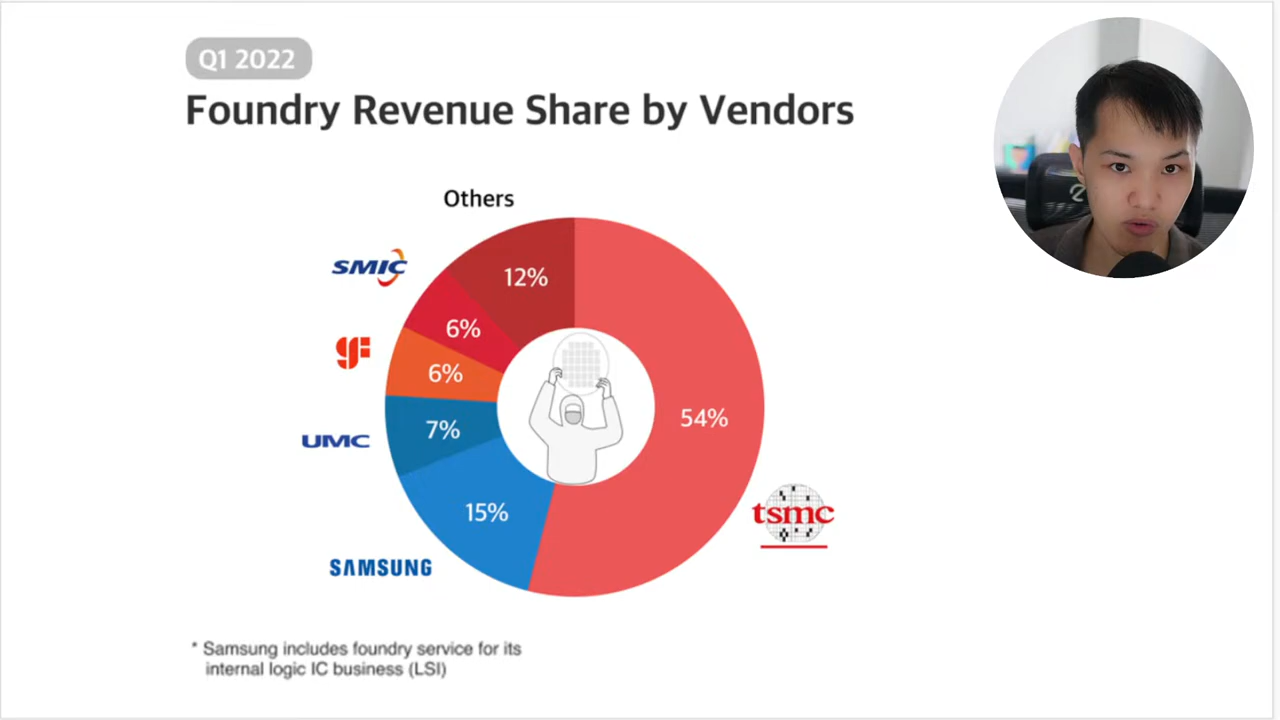 Q1 2022
Foundry Revenue Share by Vendors
Others
SMIC
12%
6%
GF
6%
54%
UMC
7%
15%
tsmc
SAMSUNG
* Samsung includes foundry service for its
internal logic IC business (LSI)